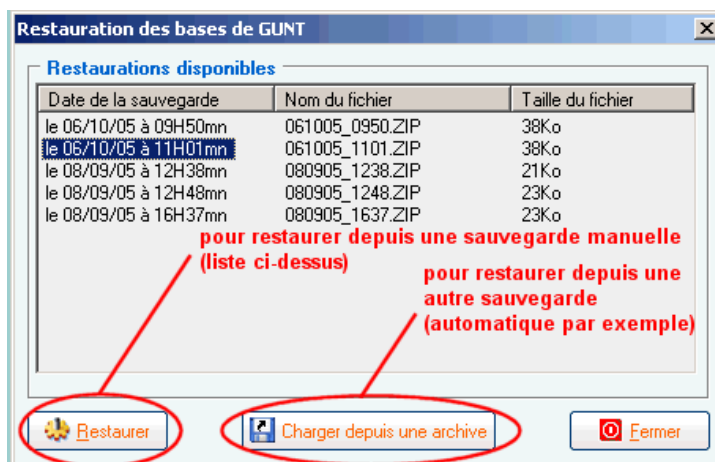 Restauration des bases de GUNT
Restaurations disponibles
Date de la sauvegarde Nom du fichier Taille du fichier
le 06/10/05 à 09H50mn 061005_0950.ZIP 38Ko
le 06/10/05 à 11H01mn 061005_1101.ZIP 38Ko
le 08/09/05 à 12H38mn 080905_1238.ZIP 21Ko
le 08/09/05 à 12H48mn 080905_1248.ZIP 23Ko
le 08/09/05 à 16H37mn 080905_1637.ZIP 23Ko
pour restaurer depuis une sauvegarde manuelle
(liste ci-dessus)
pour restaurer depuis une
autre sauvegarde
(automatique par exemple)
Restaurer Charger depuis une archive Fermer